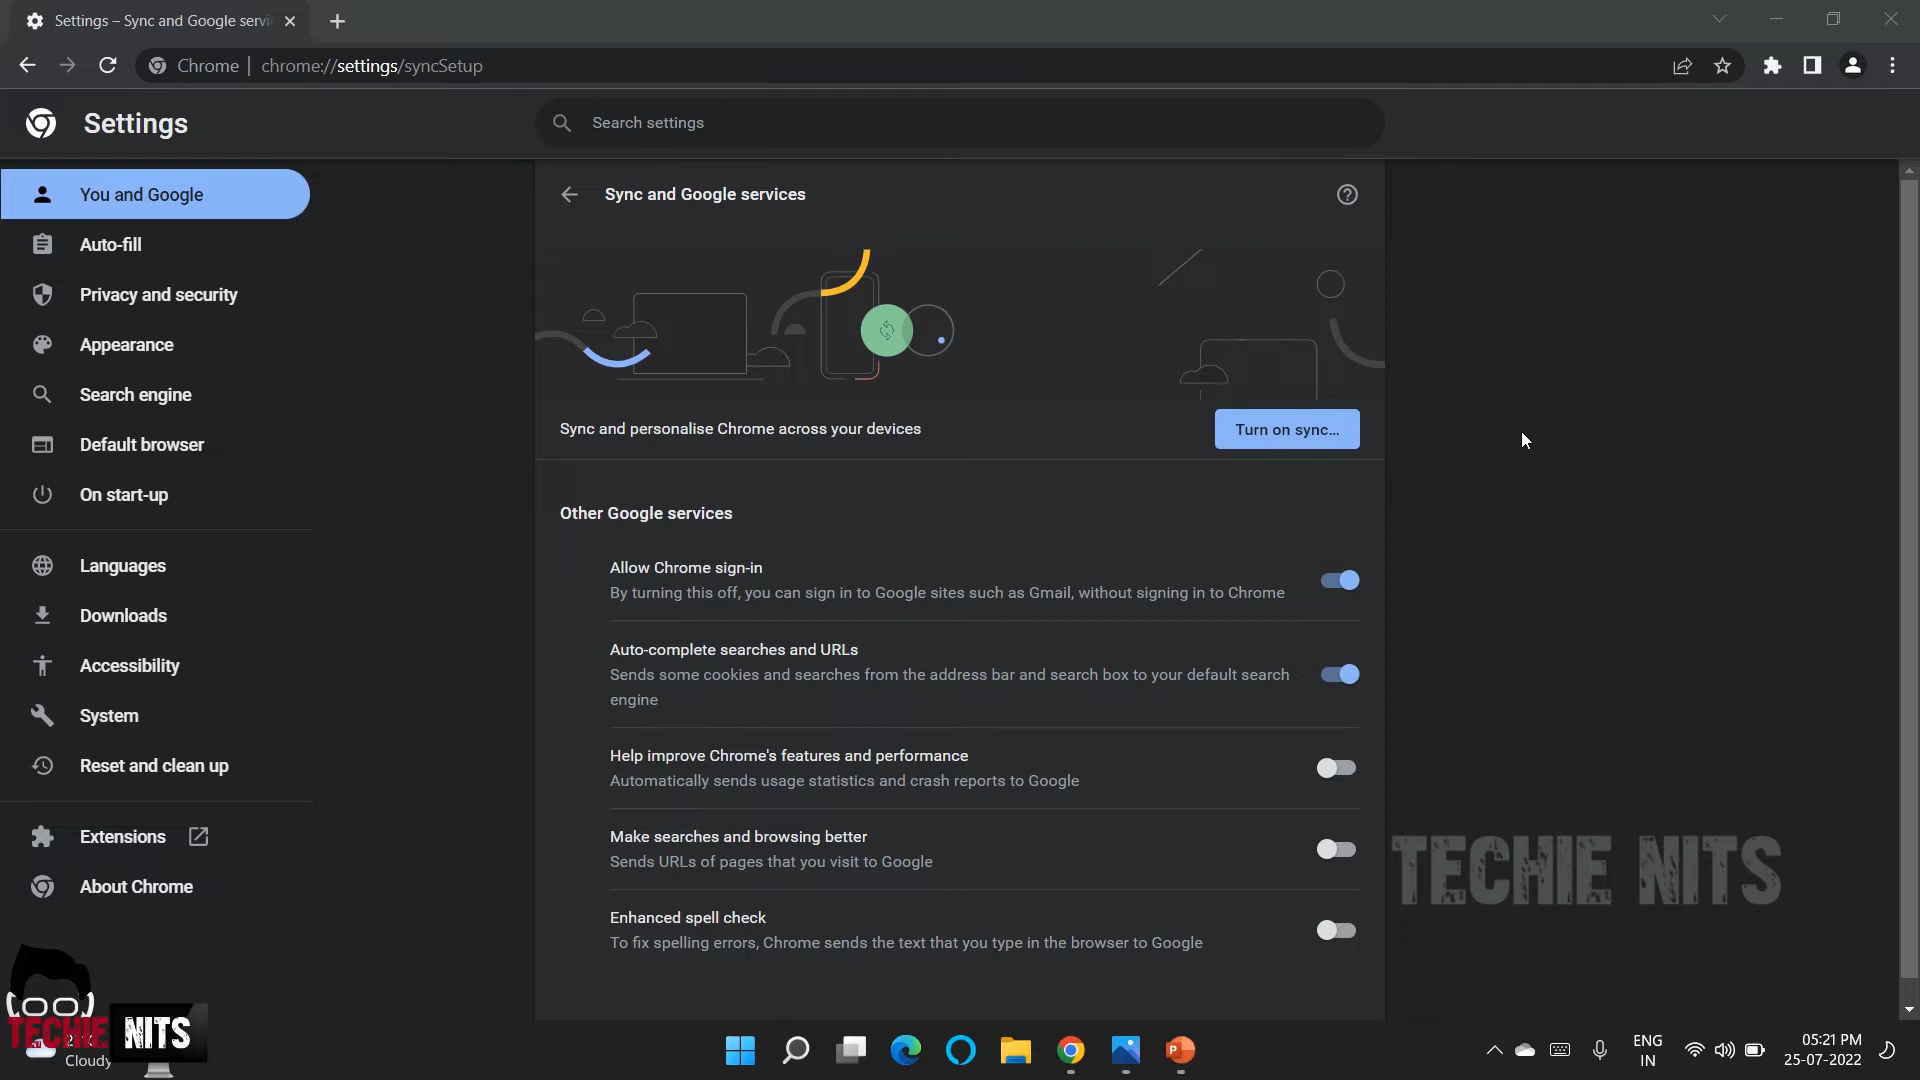 Settings – Sync and Google servi
Chrome | chrome://settings/syncSetup
Settings
Search settings
You and Google
Auto-fill
Privacy and security
Appearance
Search engine
Default browser
On start-up
Languages
Downloads
Accessibility
System
Reset and clean up
Extensions
About Chrome
Sync and Google services
Sync and personalise Chrome across your devices
Turn on sync...
Other Google services
Allow Chrome sign-in
By turning this off, you can sign in to Google sites such as Gmail, without signing in to Chrome
Auto-complete searches and URLs
Sends some cookies and searches from the address bar and search box to your default search
engine
Help improve Chrome's features and performance
Automatically sends usage statistics and crash reports to Google
Make searches and browsing better
Sends URLs of pages that you visit to Google
Enhanced spell check
To fix spelling errors, Chrome sends the text that you type in the browser to Google
TECHIE NITS
TECHIE NITS
Cloudy
ENG
IN
05:21 PM
25-07-2022